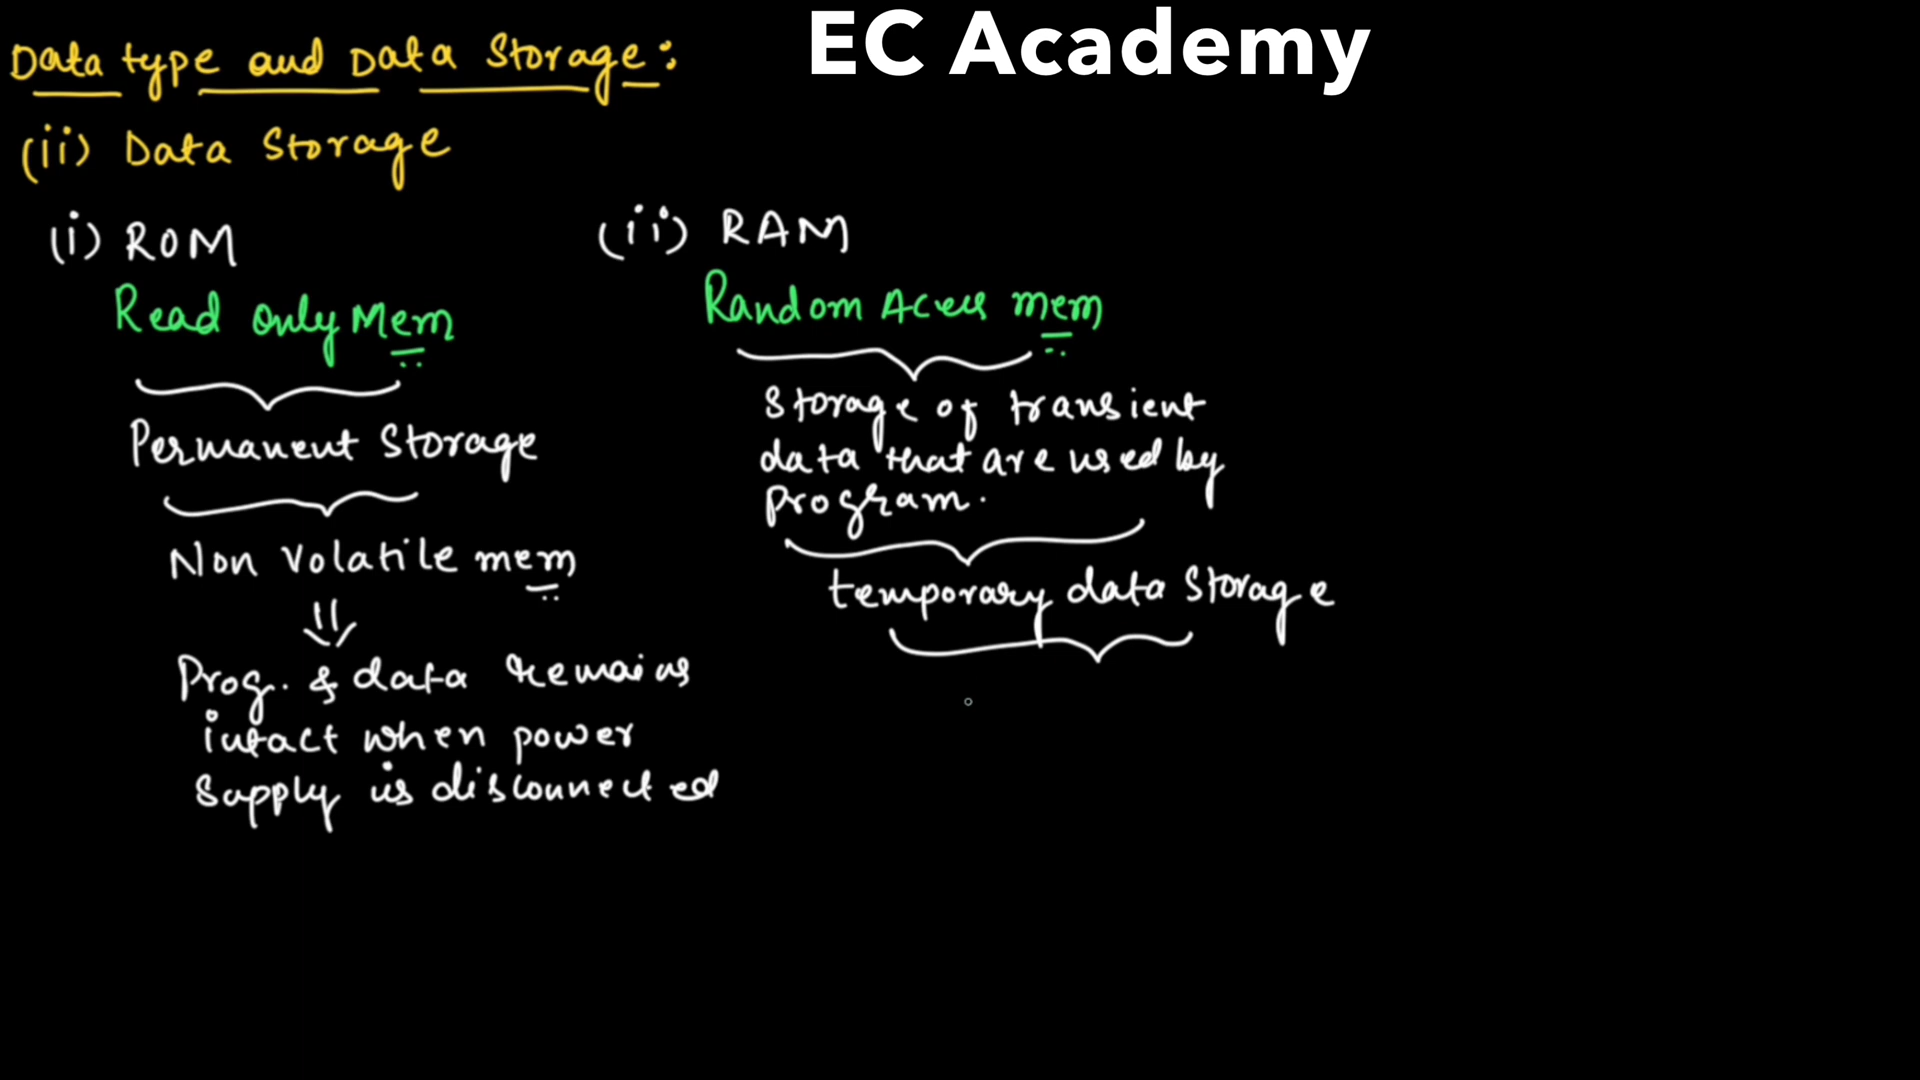 EC Academy
Data type and Data Storage:
(ii) Data Storage
(i) ROM
Read only Mem
Permanent Storage
Non Volatile mem
Prog. & data remains
intact when power
supply is disconnected
(ii) RAM
Random Acess mem
Storage of transient
data that are used by
program.
temporary data Storage